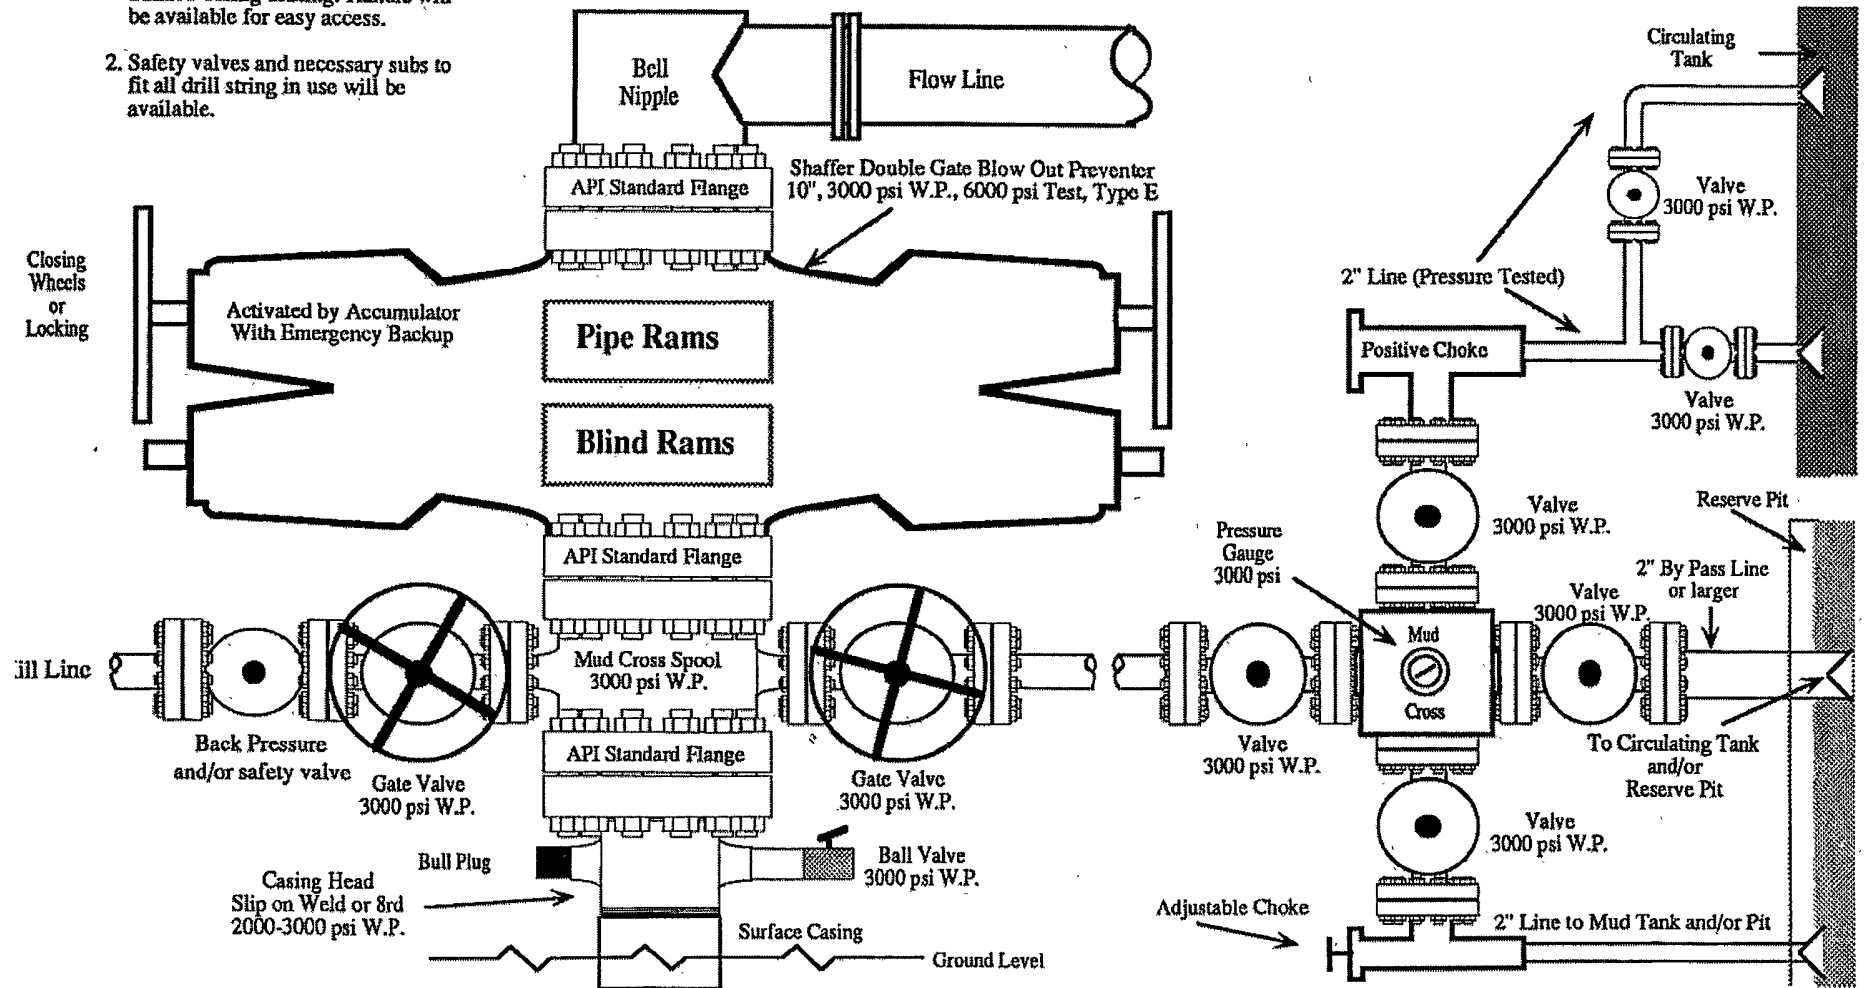 be available for easy access.
2. Safety valves and necessary subs to
fit all drill string in use will be
available.
Bell
Nipple
Flow Line
Circulating
Tank
API Standard Flange
Shaffer Double Gate Blow Out Preventer
10", 3000 psi W.P., 6000 psi Test, Type E
Valve
3000 psi W.P.
Closing
Wheels
or
Locking
Activated by Accumulator
With Emergency Backup
Pipe Rams
Blind Rams
2" Line (Pressure Tested)
Positive Choke
Valve
3000 psi W.P.
API Standard Flange
Pressure
Gauge
3000 psi
Valve
3000 psi W.P.
Reserve Pit
2" By Pass Line
or larger
Valve
3000 psi W.P.
ill Line
Mud Cross Spool
3000 psi W.P.
Mud
Cross
Back Pressure
and/or safety valve
Gate Valve
3000 psi W.P.
API Standard Flange
Gate Valve
3000 psi W.P.
Valve
3000 psi W.P.
To Circulating Tank
and/or
Reserve Pit
Valve
3000 psi W.P.
Bull Plug
Ball Valve
3000 psi W.P.
Casing Head
Slip on Weld or 8rd
2000-3000 psi W.P.
Surface Casing
Ground Level
Adjustable Choke
2" Line to Mud Tank and/or Pit